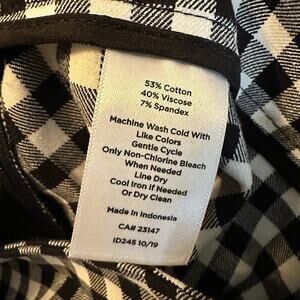 53% Cotton
40% Viscose
7% Spandex
Machine Wash Cold With
Like Colors
Gentle Cycle
Only Non-Chlorine Bleach
When Needed
Line Dry
Cool Iron If Needed
Or Dry Clean
Made in Indonesia
CA# 23147
ID245 10/19